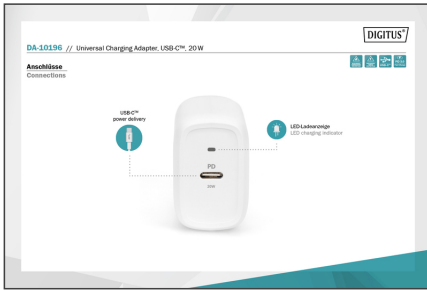 DIGITUS®
DA-10196 // Universal Charging Adapter, USB-C™, 20 W
Anschlüsse
Connections
USB-C™
power delivery
LED-Ladeanzeige
LED charging indicator
PD
20W